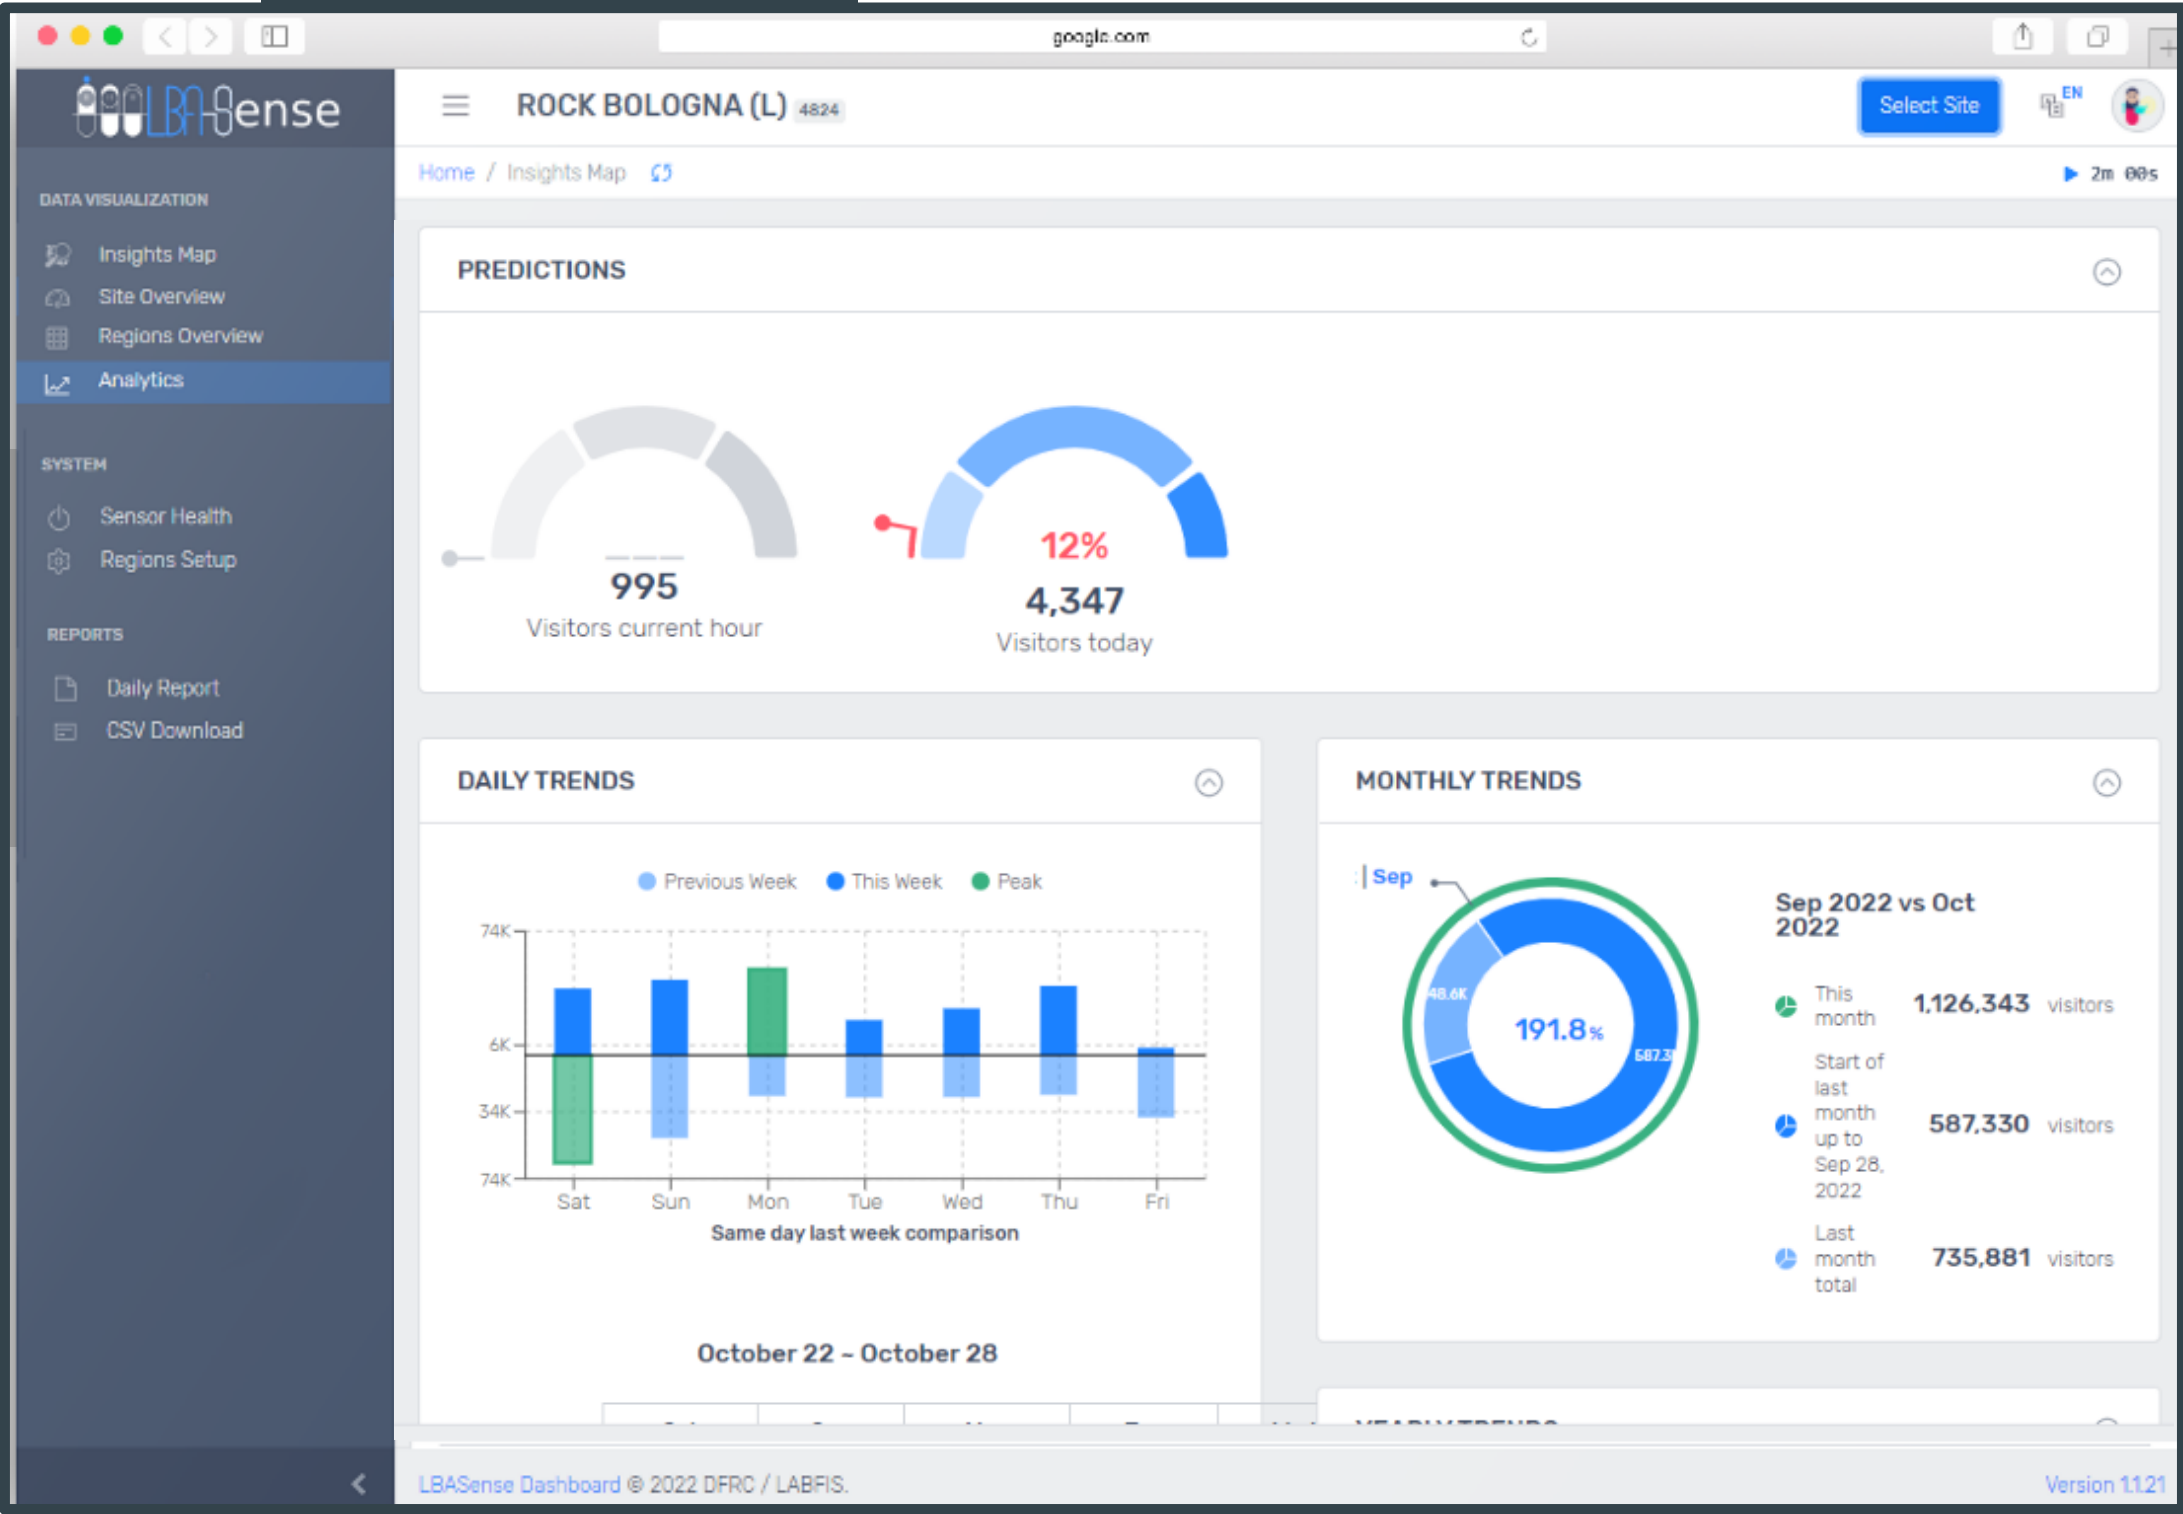 google.com
LBASense
ROCK BOLOGNA (L) 4824
Select Site
EN
Home / Insights Map
2m 00s
DATA VISUALIZATION
Insights Map
Site Overview
Regions Overview
Analytics
SYSTEM
Sensor Health
Regions Setup
REPORTS
Daily Report
CSV Download
PREDICTIONS
995
Visitors current hour
12%
4,347
Visitors today
DAILY TRENDS
Previous Week
This Week
Peak
74K
6K
34K
74K
Sat Sun Mon Tue Wed Thu Fri
Same day last week comparison
October 22 ~ October 28
MONTHLY TRENDS
| Sep
48.6K
587.3
191.8%
Sep 2022 vs Oct
2022
This
month
1,126,343 visitors
Start of
last
month
up to
Sep 28,
2022
587,330 visitors
Last
month
total
735,881 visitors
YEARLY TRENDS
LBASense Dashboard © 2022 DFRC / LABFIS.
Version 1.1.21